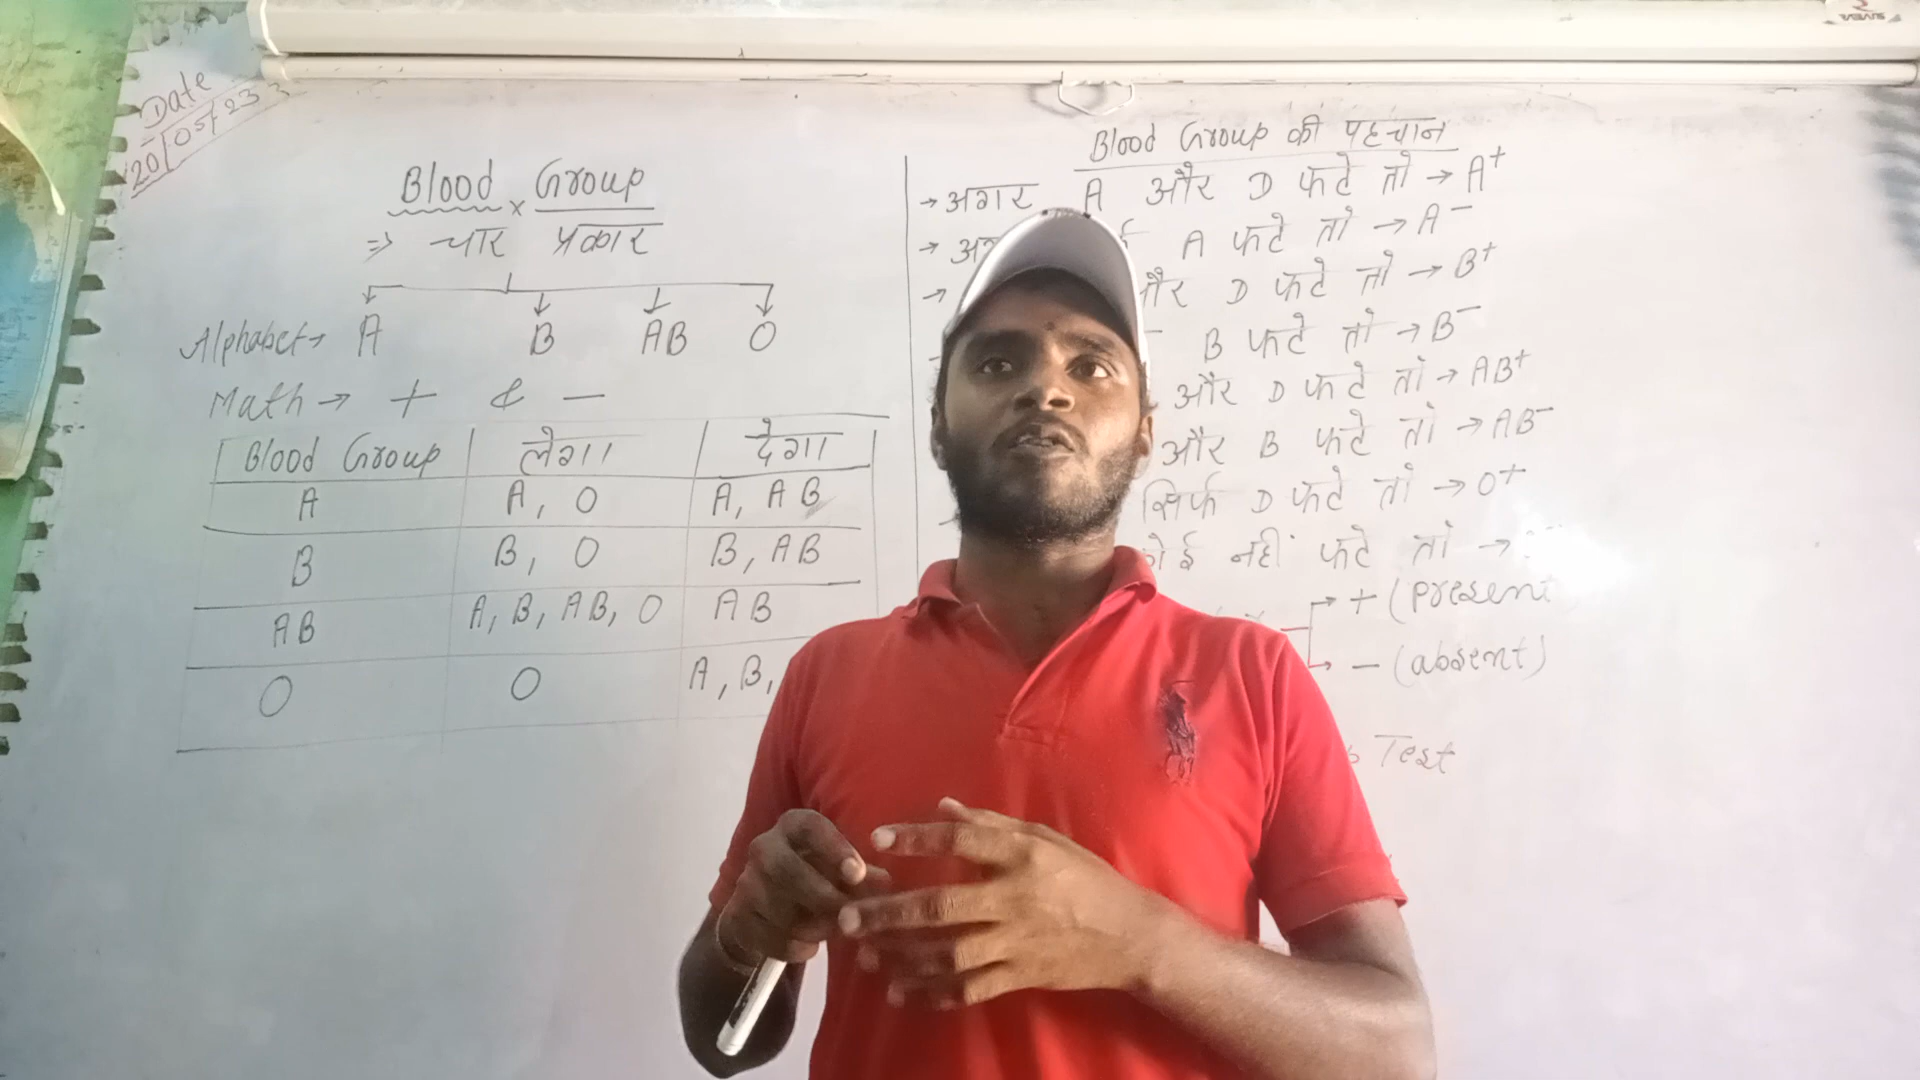 Date
20/05/23
Blood Group
⇒ चार प्रकार
Alphabet→ A B AB O
Math → + & −
Blood Group लेगा देगा
A A, O A, AB
B B, O B, AB
AB A, B, AB, O AB
O O A, B,
Blood Group की पहचान
→ अगर A और D फटे तो → A⁺
→ A फटे तो → A⁻
→ D फटे तो → B⁺
B फटे तो → B⁻
और D फटे तो → AB⁺
और B फटे तो → AB⁻
सिर्फ D फटे तो → O⁺
नहीं फटे तो →
→ + (present
→ − (absent)
Test